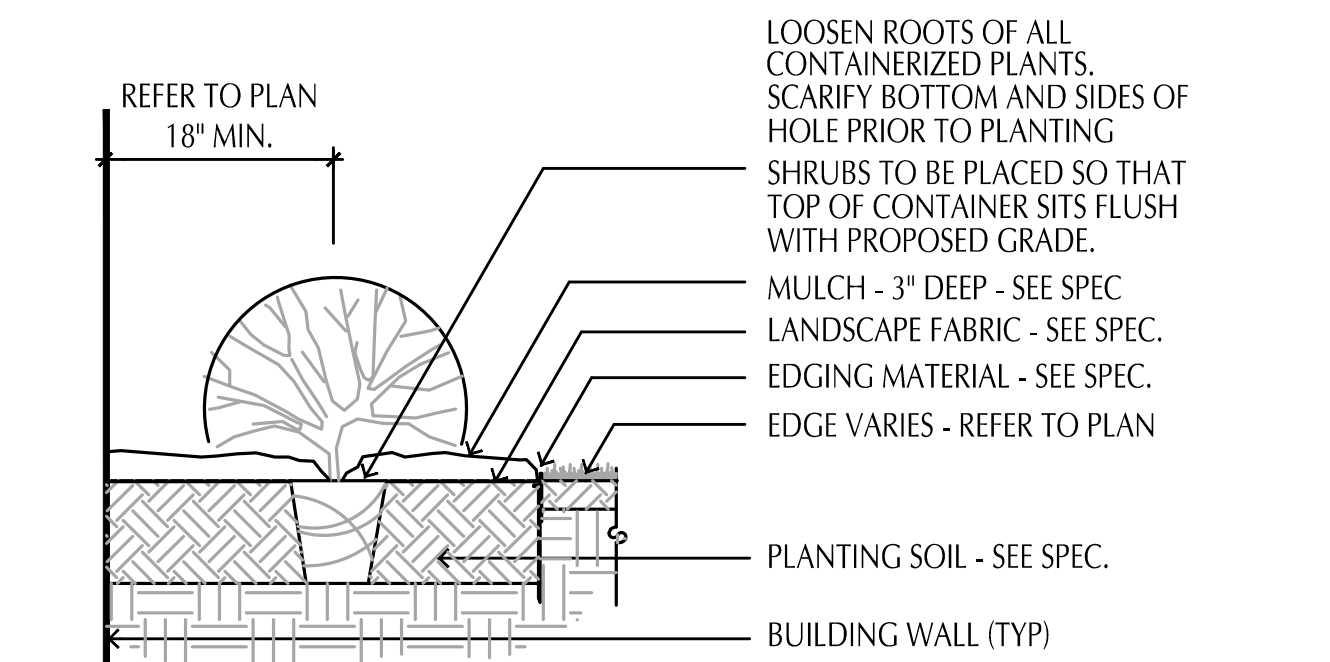 REFER TO PLAN
18" MIN.
LOOSEN ROOTS OF ALL
CONTAINERIZED PLANTS.
SCARIFY BOTTOM AND SIDES OF
HOLE PRIOR TO PLANTING
SHRUBS TO BE PLACED SO THAT
TOP OF CONTAINER SITS FLUSH
WITH PROPOSED GRADE.
MULCH - 3" DEEP - SEE SPEC
LANDSCAPE FABRIC - SEE SPEC.
EDGING MATERIAL - SEE SPEC.
EDGE VARIES - REFER TO PLAN
PLANTING SOIL - SEE SPEC.
BUILDING WALL (TYP)